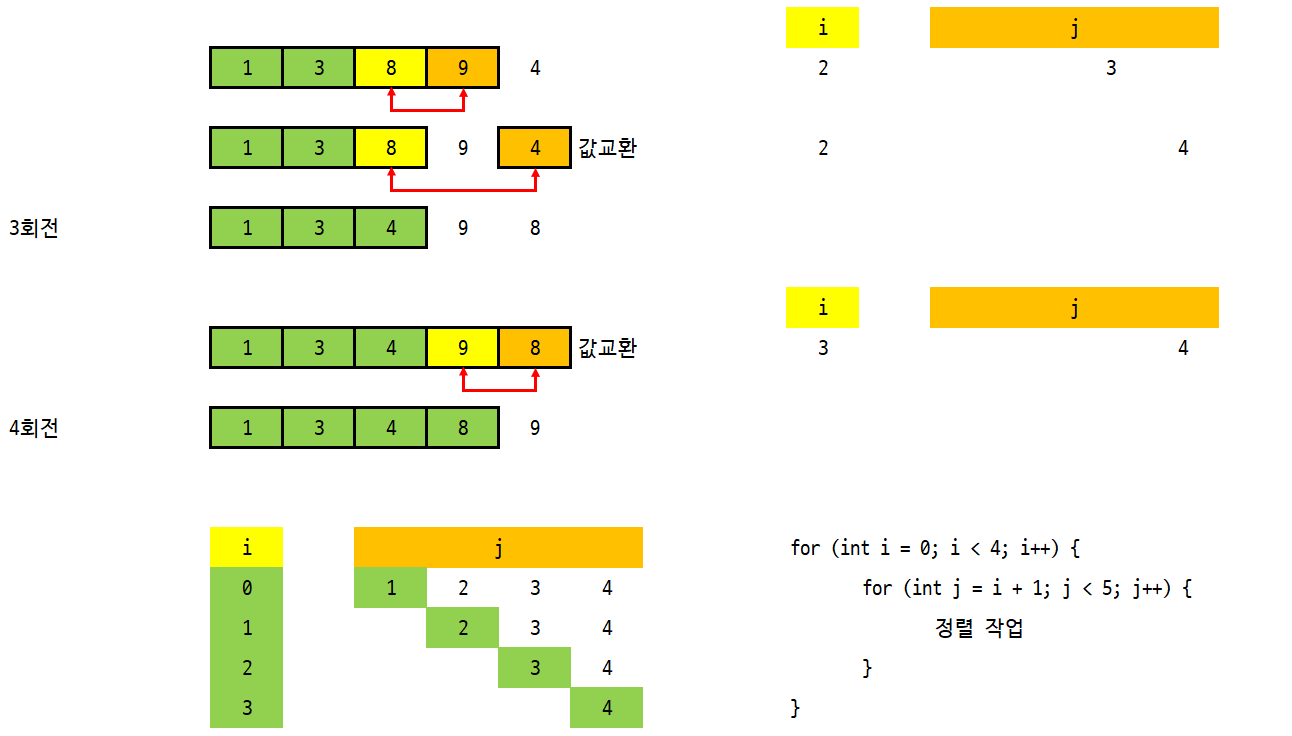 i j
1 3 8 9 4 2 3
1 3 8 9 4 값교환 2 4
3회전 1 3 4 9 8
i j
1 3 4 9 8 값교환 3 4
4회전 1 3 4 8 9
i j
0 1 2 3 4
1 2 3 4
2 3 4
3 4
for (int i = 0; i < 4; i++) {
for (int j = i + 1; j < 5; j++) {
정렬 작업
}
}